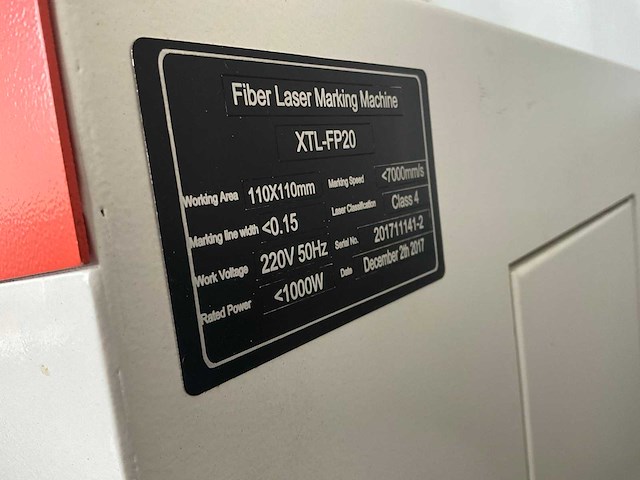 Fiber Laser Marking Machine
XTL-FP20
Working Area 110X110mm Marking Speed <7000mm/s
Marking line width <0.15 Laser Classification Class 4
Work Voltage 220V 50Hz Serial No. 201711141-2
Rated Power <1000W Date December 2th 2017